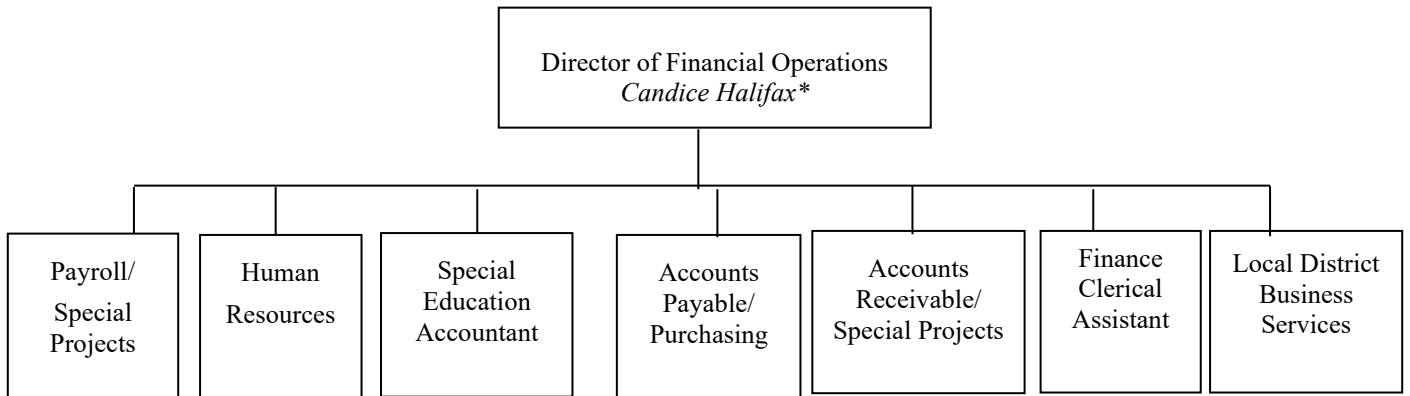 Director of Financial Operations
Candice Halifax*
Payroll/
Special
Projects
Human
Resources
Special
Education
Accountant
Accounts
Payable/
Purchasing
Accounts
Receivable/
Special Projects
Finance
Clerical
Assistant
Local District
Business
Services